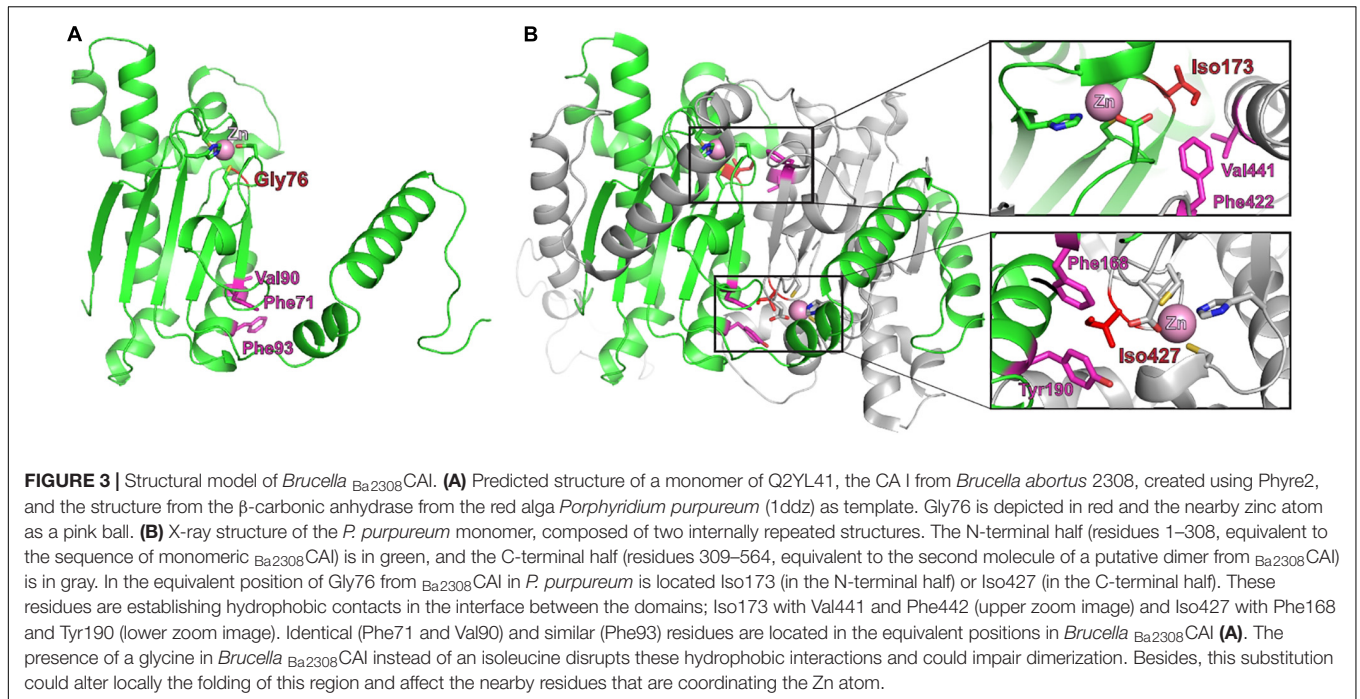 A
B
Zn
Gly76
Val90
Phe71
Phe93
Iso173
Zn
Val441
Phe422
Phe168
Zn
Iso427
Tyr190
FIGURE 3 | Structural model of Brucella Ba2308CAI. (A) Predicted structure of a monomer of Q2YL41, the CA I from Brucella abortus 2308, created using Phyre2,
and the structure from the β-carbonic anhydrase from the red alga Porphyridium purpureum (1ddz) as template. Gly76 is depicted in red and the nearby zinc atom
as a pink ball. (B) X-ray structure of the P. purpureum monomer, composed of two internally repeated structures. The N-terminal half (residues 1–308, equivalent to
the sequence of monomeric Ba2308CAI) is in green, and the C-terminal half (residues 309–564, equivalent to the second molecule of a putative dimer from Ba2308CAI)
is in gray. In the equivalent position of Gly76 from Ba2308CAI in P. purpureum is located Iso173 (in the N-terminal half) or Iso427 (in the C-terminal half). These
residues are establishing hydrophobic contacts in the interface between the domains; Iso173 with Val441 and Phe442 (upper zoom image) and Iso427 with Phe168
and Tyr190 (lower zoom image). Identical (Phe71 and Val90) and similar (Phe93) residues are located in the equivalent positions in Brucella Ba2308CAI (A). The
presence of a glycine in Brucella Ba2308CAI instead of an isoleucine disrupts these hydrophobic interactions and could impair dimerization. Besides, this substitution
could alter locally the folding of this region and affect the nearby residues that are coordinating the Zn atom.